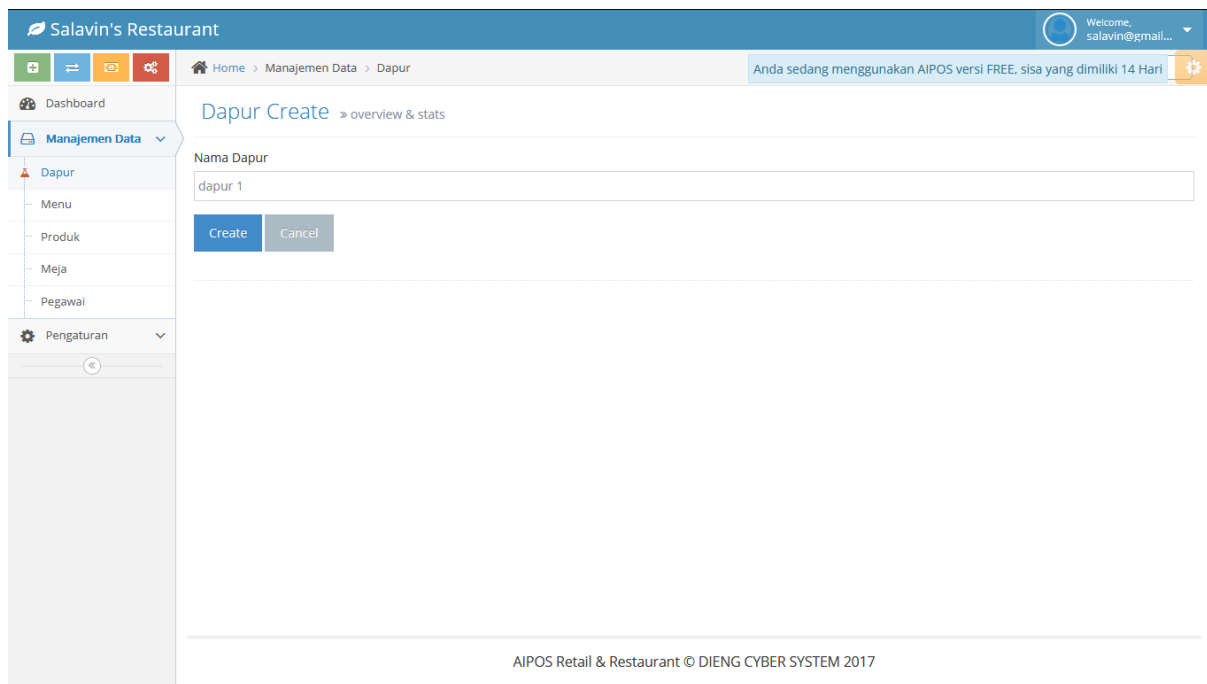 Salavin's Restaurant
Welcome,
salavin@gmail...
Home > Manajemen Data > Dapur
Anda sedang menggunakan AIPOS versi FREE, sisa yang dimiliki 14 Hari
Dashboard
Manajemen Data
Dapur
Menu
Produk
Meja
Pegawai
Pengaturan
Dapur Create » overview & stats
Nama Dapur
dapur 1
Create Cancel
AIPOS Retail & Restaurant © DIENG CYBER SYSTEM 2017